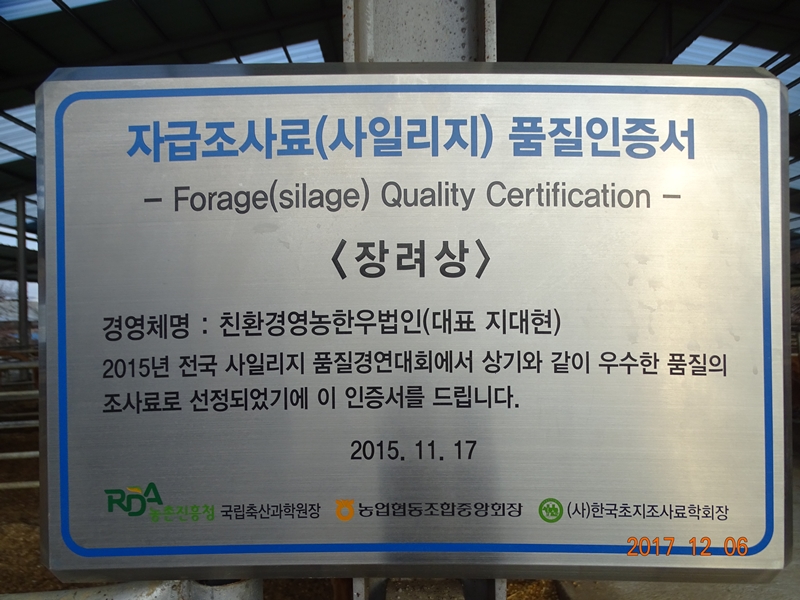 자급조사료(사일리지) 품질인증서
- Forage(silage) Quality Certification -
<장려상>
경영체명 : 친환경영농한우법인(대표 지대현)
2015년 전국 사일리지 품질경연대회에서 상기와 같이 우수한 품질의
조사료로 선정되었기에 이 인증서를 드립니다.
2015. 11. 17
RDA 농촌진흥청 국립축산과학원장 농업협동조합중앙회장 (사)한국초지조사료학회장
2017 12 06